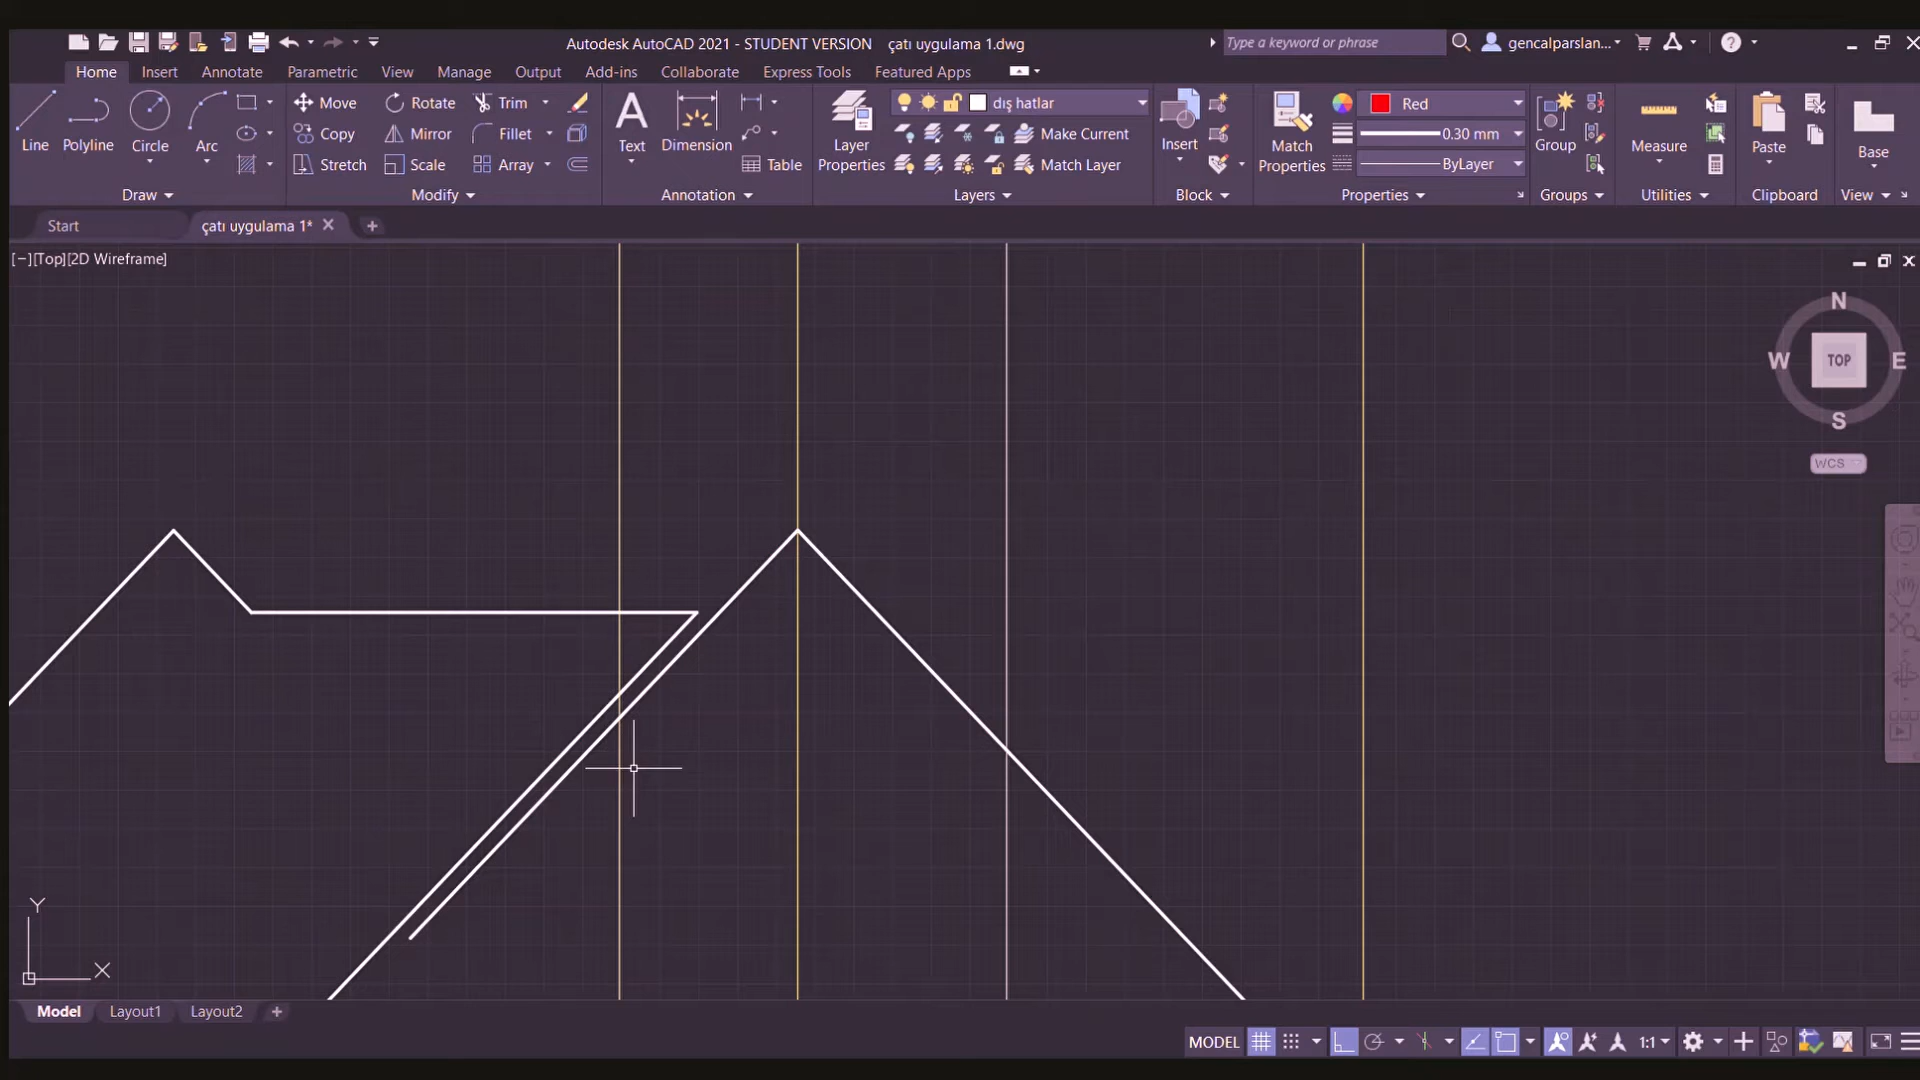 Autodesk AutoCAD 2021 - STUDENT VERSION çatı uygulama 1.dwg
Type a keyword or phrase
gencalparslan...
Home Insert Annotate Parametric View Manage Output Add-ins Collaborate Express Tools Featured Apps
Line
Polyline
Circle
Arc
Draw
Move Rotate Trim
Copy Mirror Fillet
Stretch Scale Array
Modify
Text
Dimension
Table
Annotation
Layer Properties
dış hatlar
Make Current
Match Layer
Layers
Insert
Block
Match Properties
Red
0.30 mm
ByLayer
Properties
Group
Groups
Measure
Utilities
Paste
Clipboard
Base
View
Start çatı uygulama 1*
[−][Top][2D Wireframe]
N
W TOP E
S
WCS
Y
X
Model Layout1 Layout2
MODEL 1:1